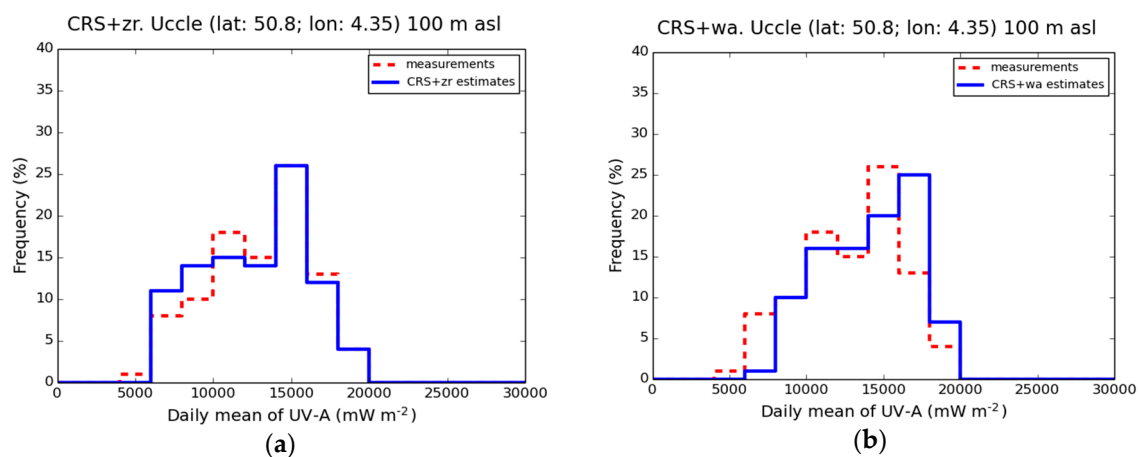 CRS+zr. Uccle (lat: 50.8; lon: 4.35) 100 m asl
40
35
30
25
20
15
10
5
0
Frequency (%)
measurements
CRS+zr estimates
0 5000 10000 15000 20000 25000 30000
Daily mean of UV-A (mW m⁻²)
(a)
CRS+wa. Uccle (lat: 50.8; lon: 4.35) 100 m asl
40
35
30
25
20
15
10
5
0
Frequency (%)
measurements
CRS+wa estimates
0 5000 10000 15000 20000 25000 30000
Daily mean of UV-A (mW m⁻²)
(b)